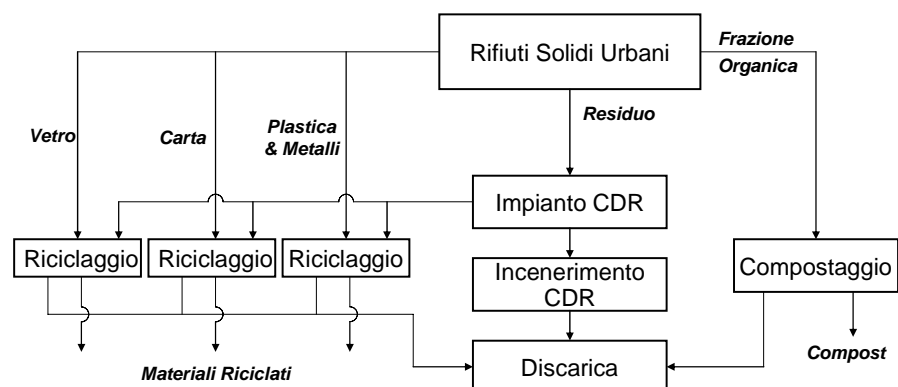 Rifiuti Solidi Urbani
Frazione
Organica
Residuo
Vetro
Carta
Plastica
& Metalli
Impianto CDR
Riciclaggio
Riciclaggio
Riciclaggio
Incenerimento
CDR
Compostaggio
Discarica
Compost
Materiali Riciclati